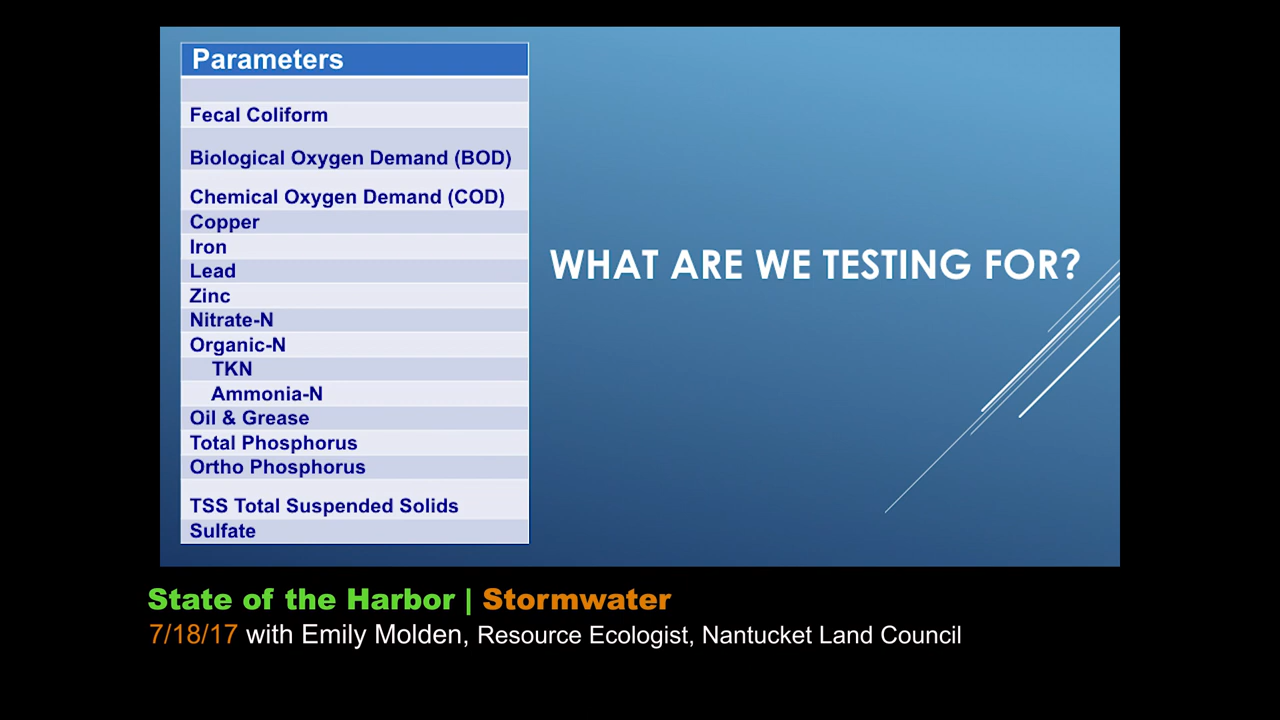 Parameters
Fecal Coliform
Biological Oxygen Demand (BOD)
Chemical Oxygen Demand (COD)
Copper
Iron
Lead
Zinc
Nitrate-N
Organic-N
TKN
Ammonia-N
Oil & Grease
Total Phosphorus
Ortho Phosphorus
TSS Total Suspended Solids
Sulfate
WHAT ARE WE TESTING FOR?
State of the Harbor | Stormwater
7/18/17 with Emily Molden, Resource Ecologist, Nantucket Land Council